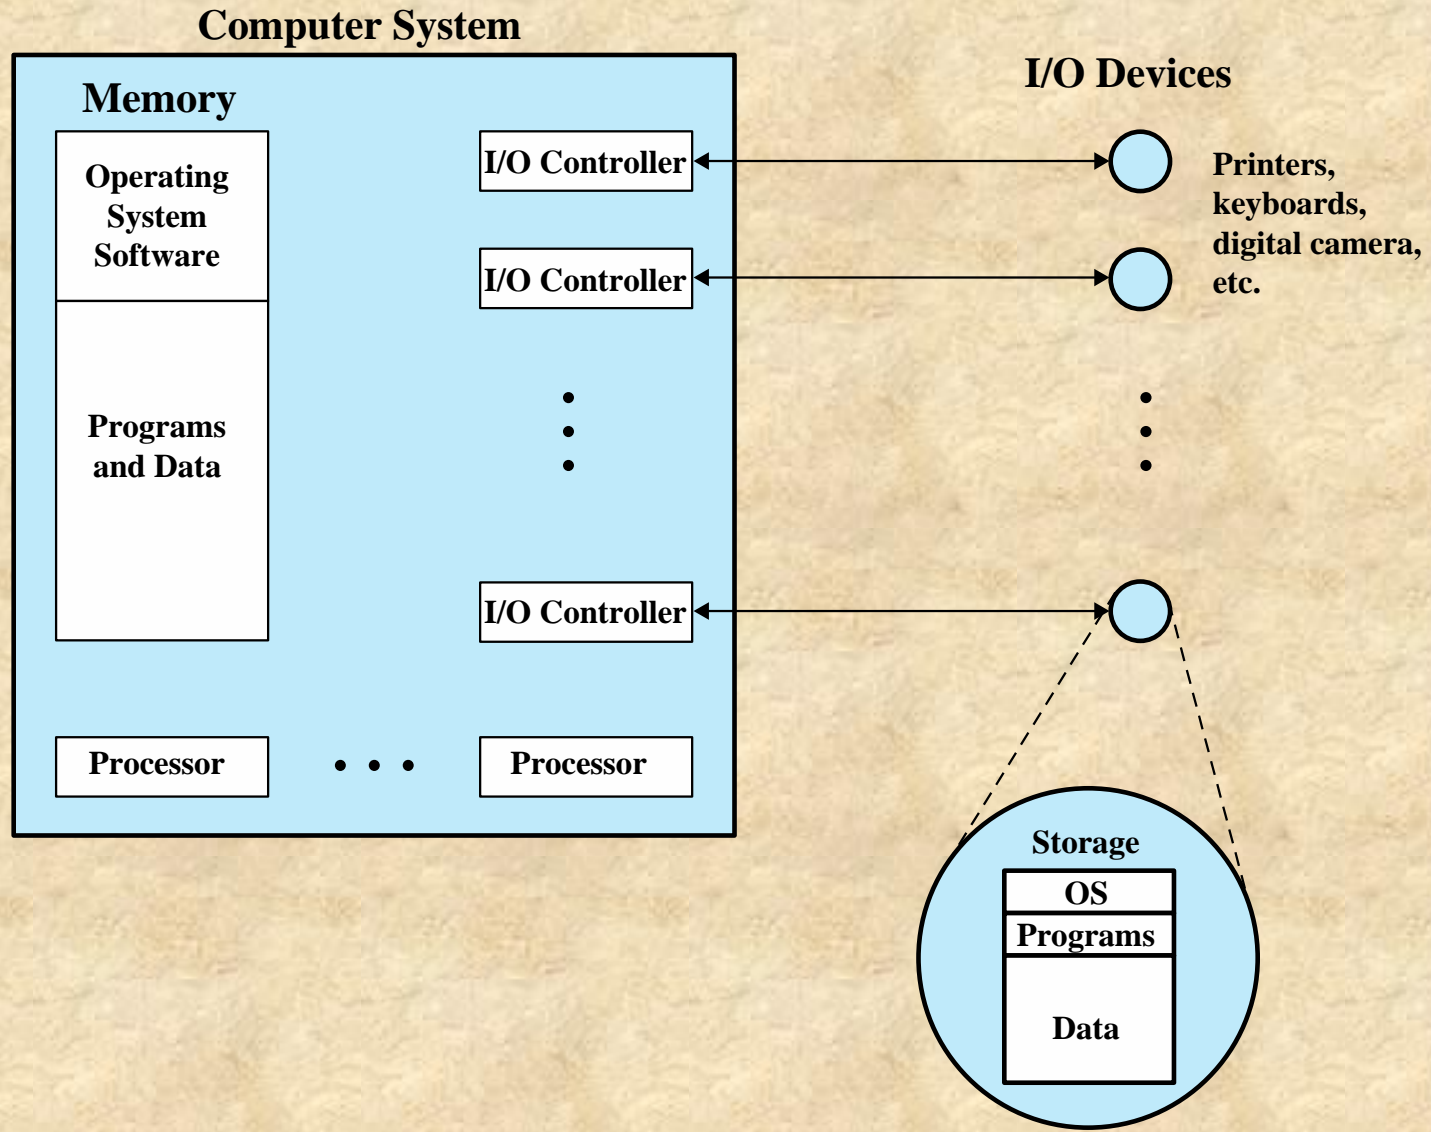 Computer System
I/O Devices
Memory
Operating
System
Software
Programs
and Data
I/O Controller
I/O Controller
I/O Controller
Processor
Processor
Printers,
keyboards,
digital camera,
etc.
Storage
OS
Programs
Data